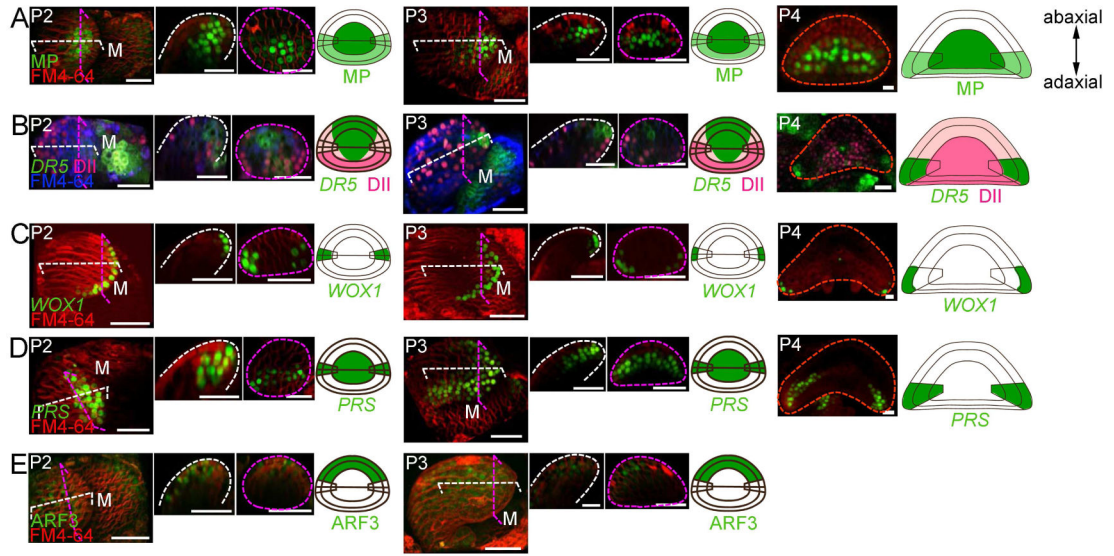 A
P2
M
MP
FM4-64
MP
P3
M
MP
P4
MP
abaxial
adaxial
B
P2
M
DR5 DII
FM4-64
DR5 DII
P3
M
DR5 DII
P4
DR5 DII
C
P2
M
WOX1
FM4-64
WOX1
P3
M
WOX1
P4
WOX1
D
P2
M
PRS
FM4-64
PRS
P3
M
PRS
P4
PRS
E
P2
M
ARF3
FM4-64
ARF3
P3
M
ARF3